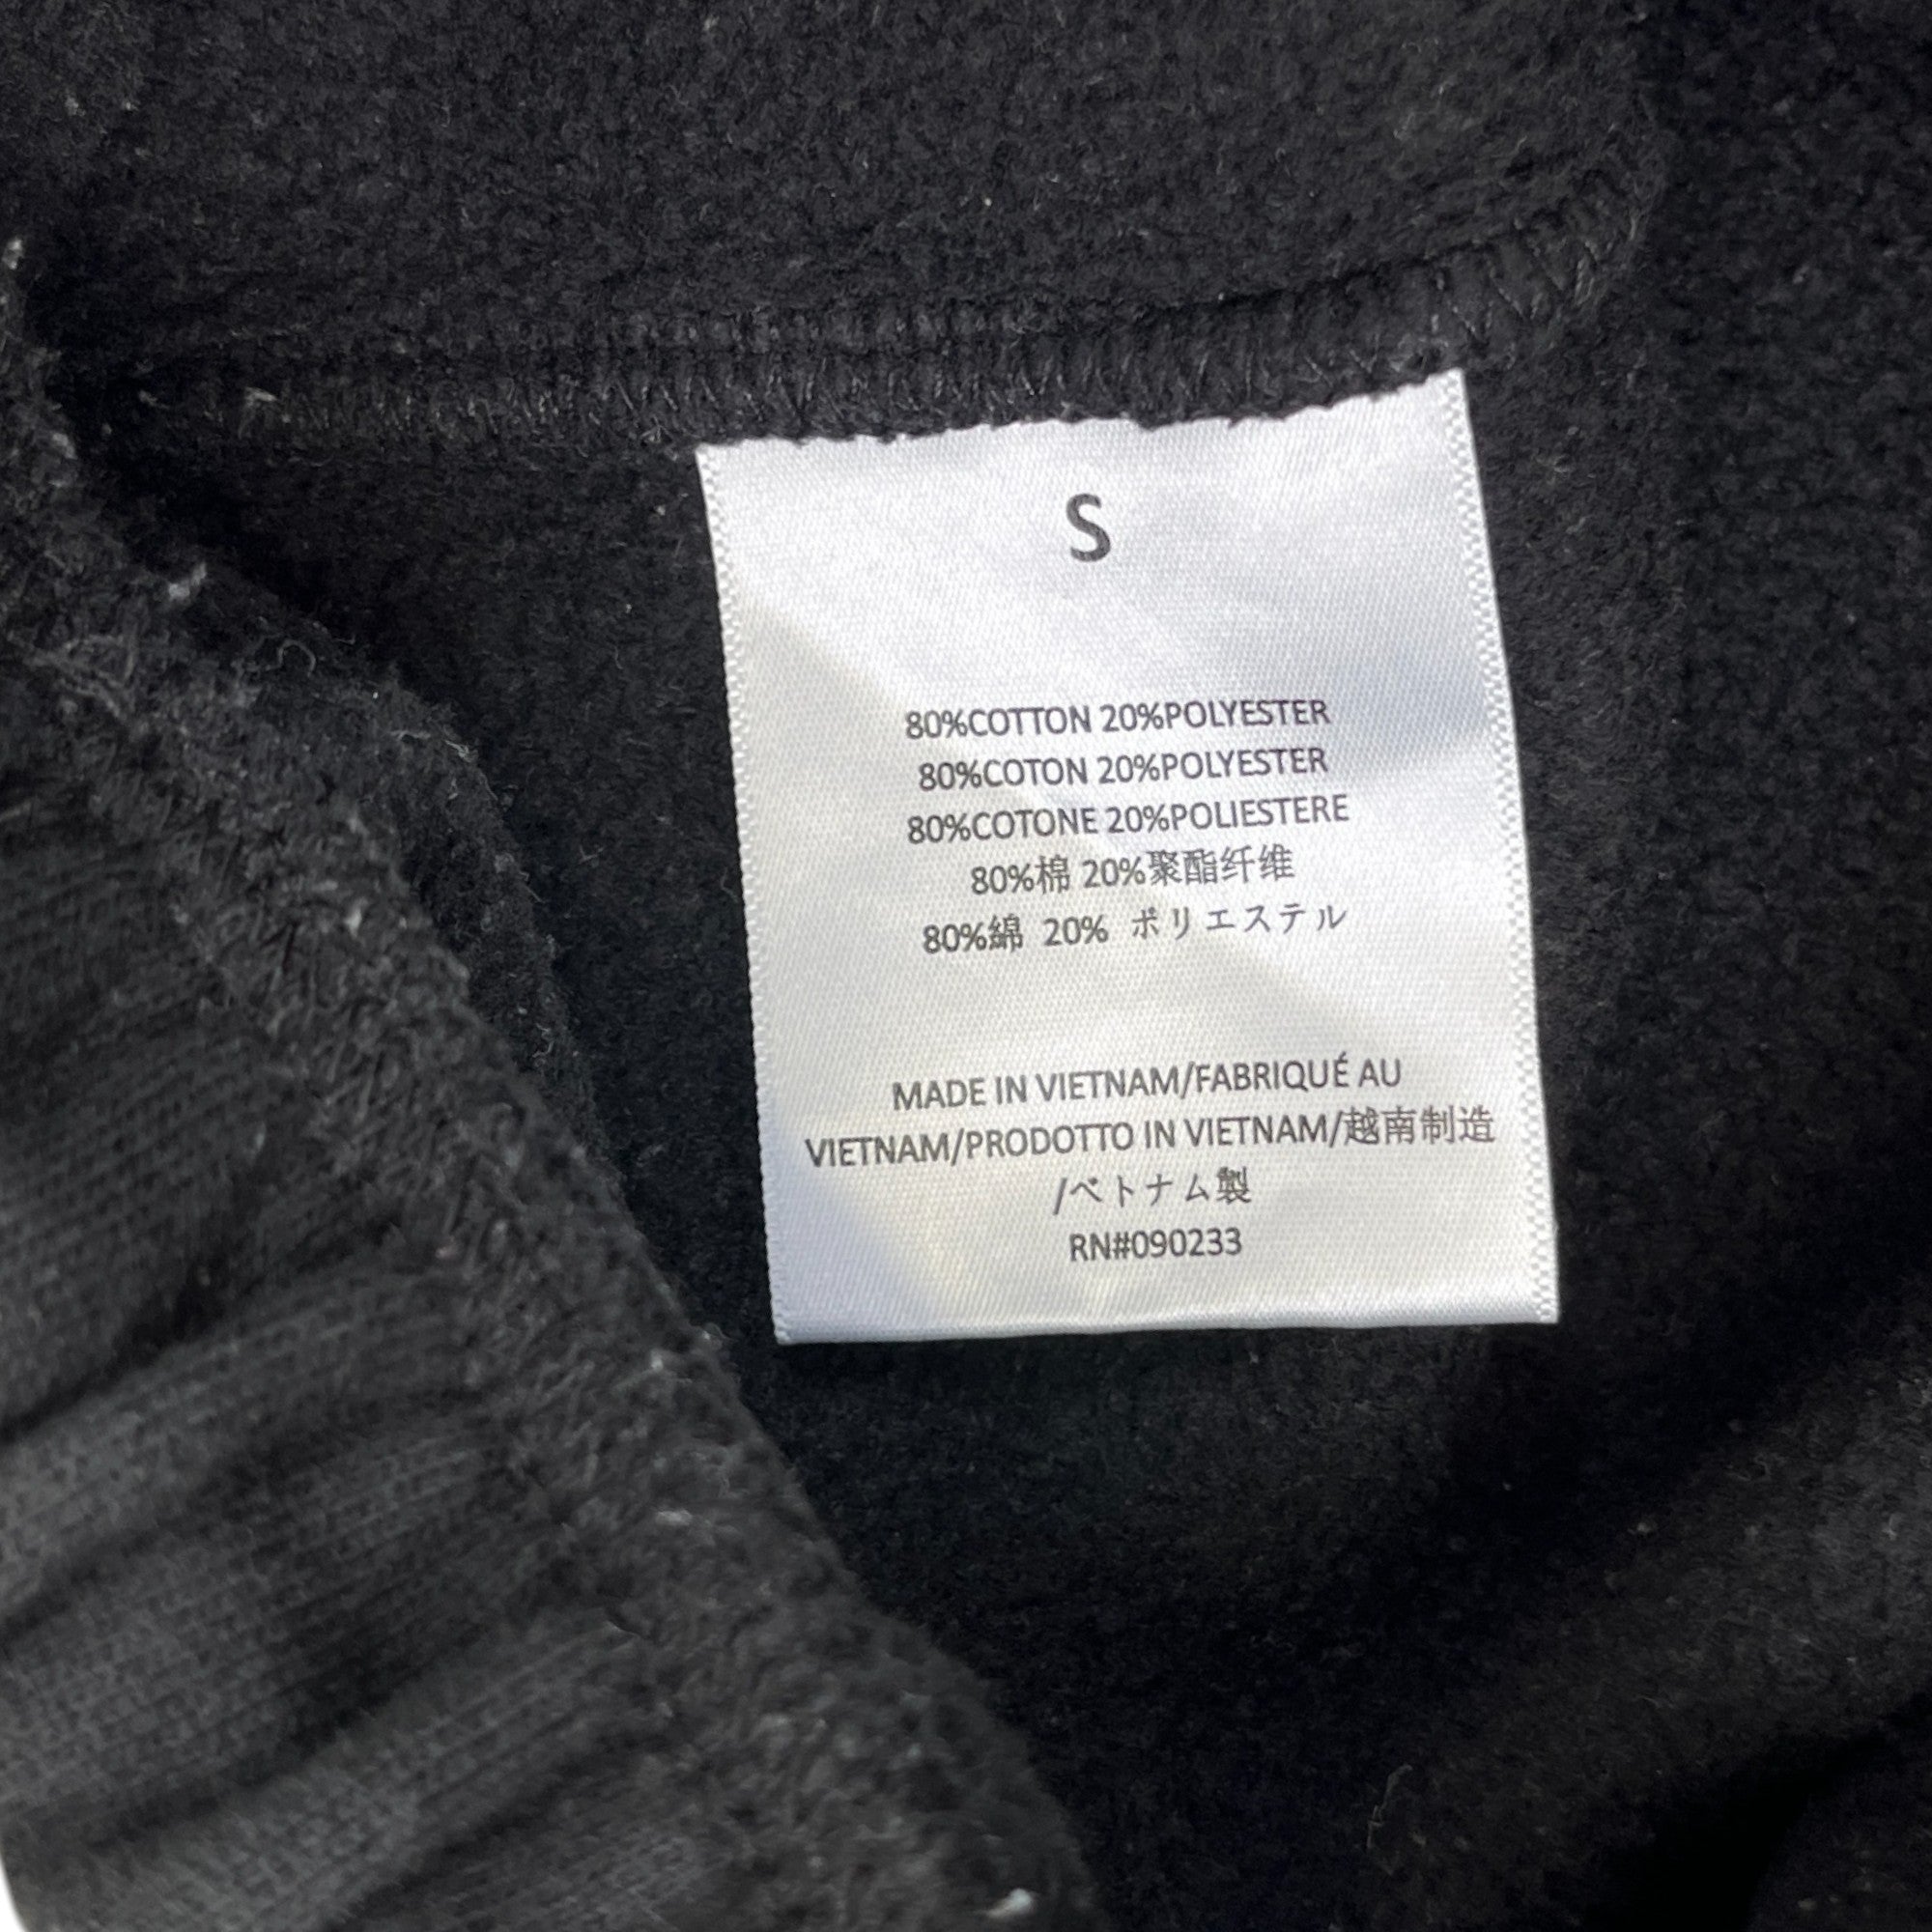 S
80%COTTON 20%POLYESTER
80%COTON 20%POLYESTER
80%COTONE 20%POLIESTERE
80%棉 20%聚酯纤维
80%綿 20% ポリエステル
MADE IN VIETNAM/FABRIQUÉ AU
VIETNAM/PRODOTTO IN VIETNAM/越南制造
/ベトナム製
RN#090233